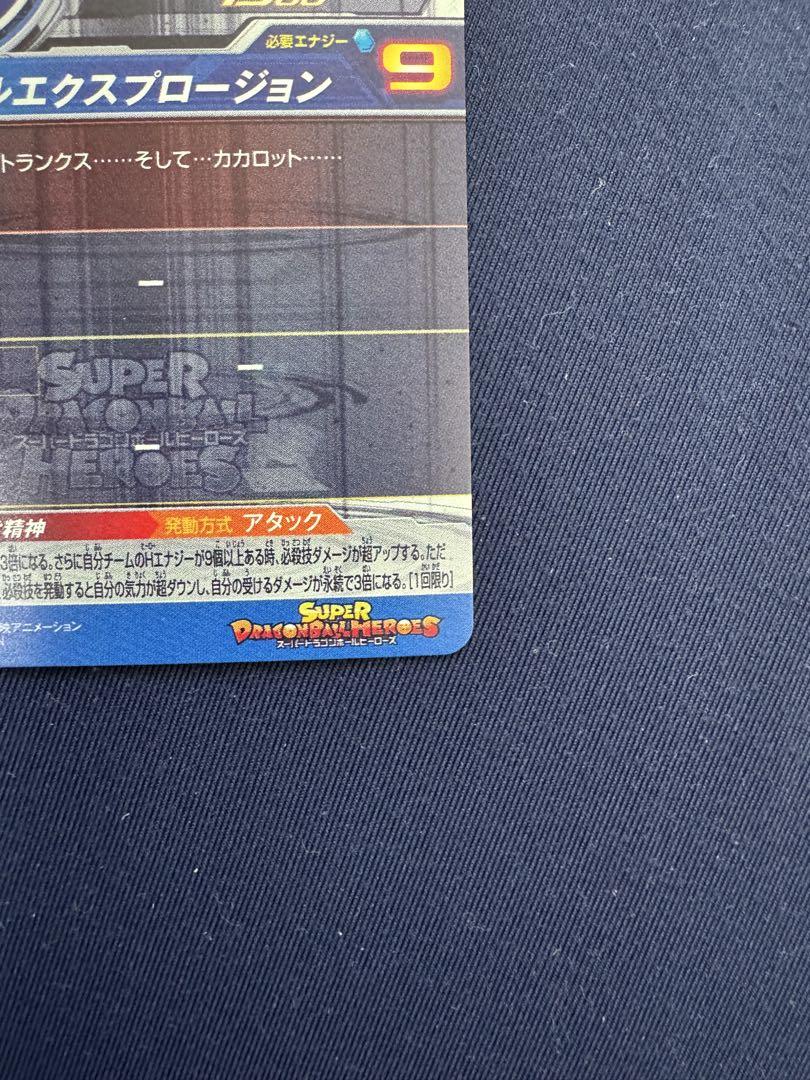 必要エナジー 9
ルエクスプロージョン
トランクス……そして…カカロット……
ー
ー
ー
SUPER
DRAGONBALL
スーパードラゴンボールヒーローズ
HEROES
精神 発動方式 アタック
3倍になる。さらに自分チームのHエナジーが9個以上ある時、必殺技ダメージが超アップする。ただ
必殺技を発動すると自分の気力が超ダウンし、自分の受けるダメージが永続で3倍になる。[1回限り]
映アニメーション
SUPER
DRAGONBALL HEROES
スーパードラゴンボールヒーローズ